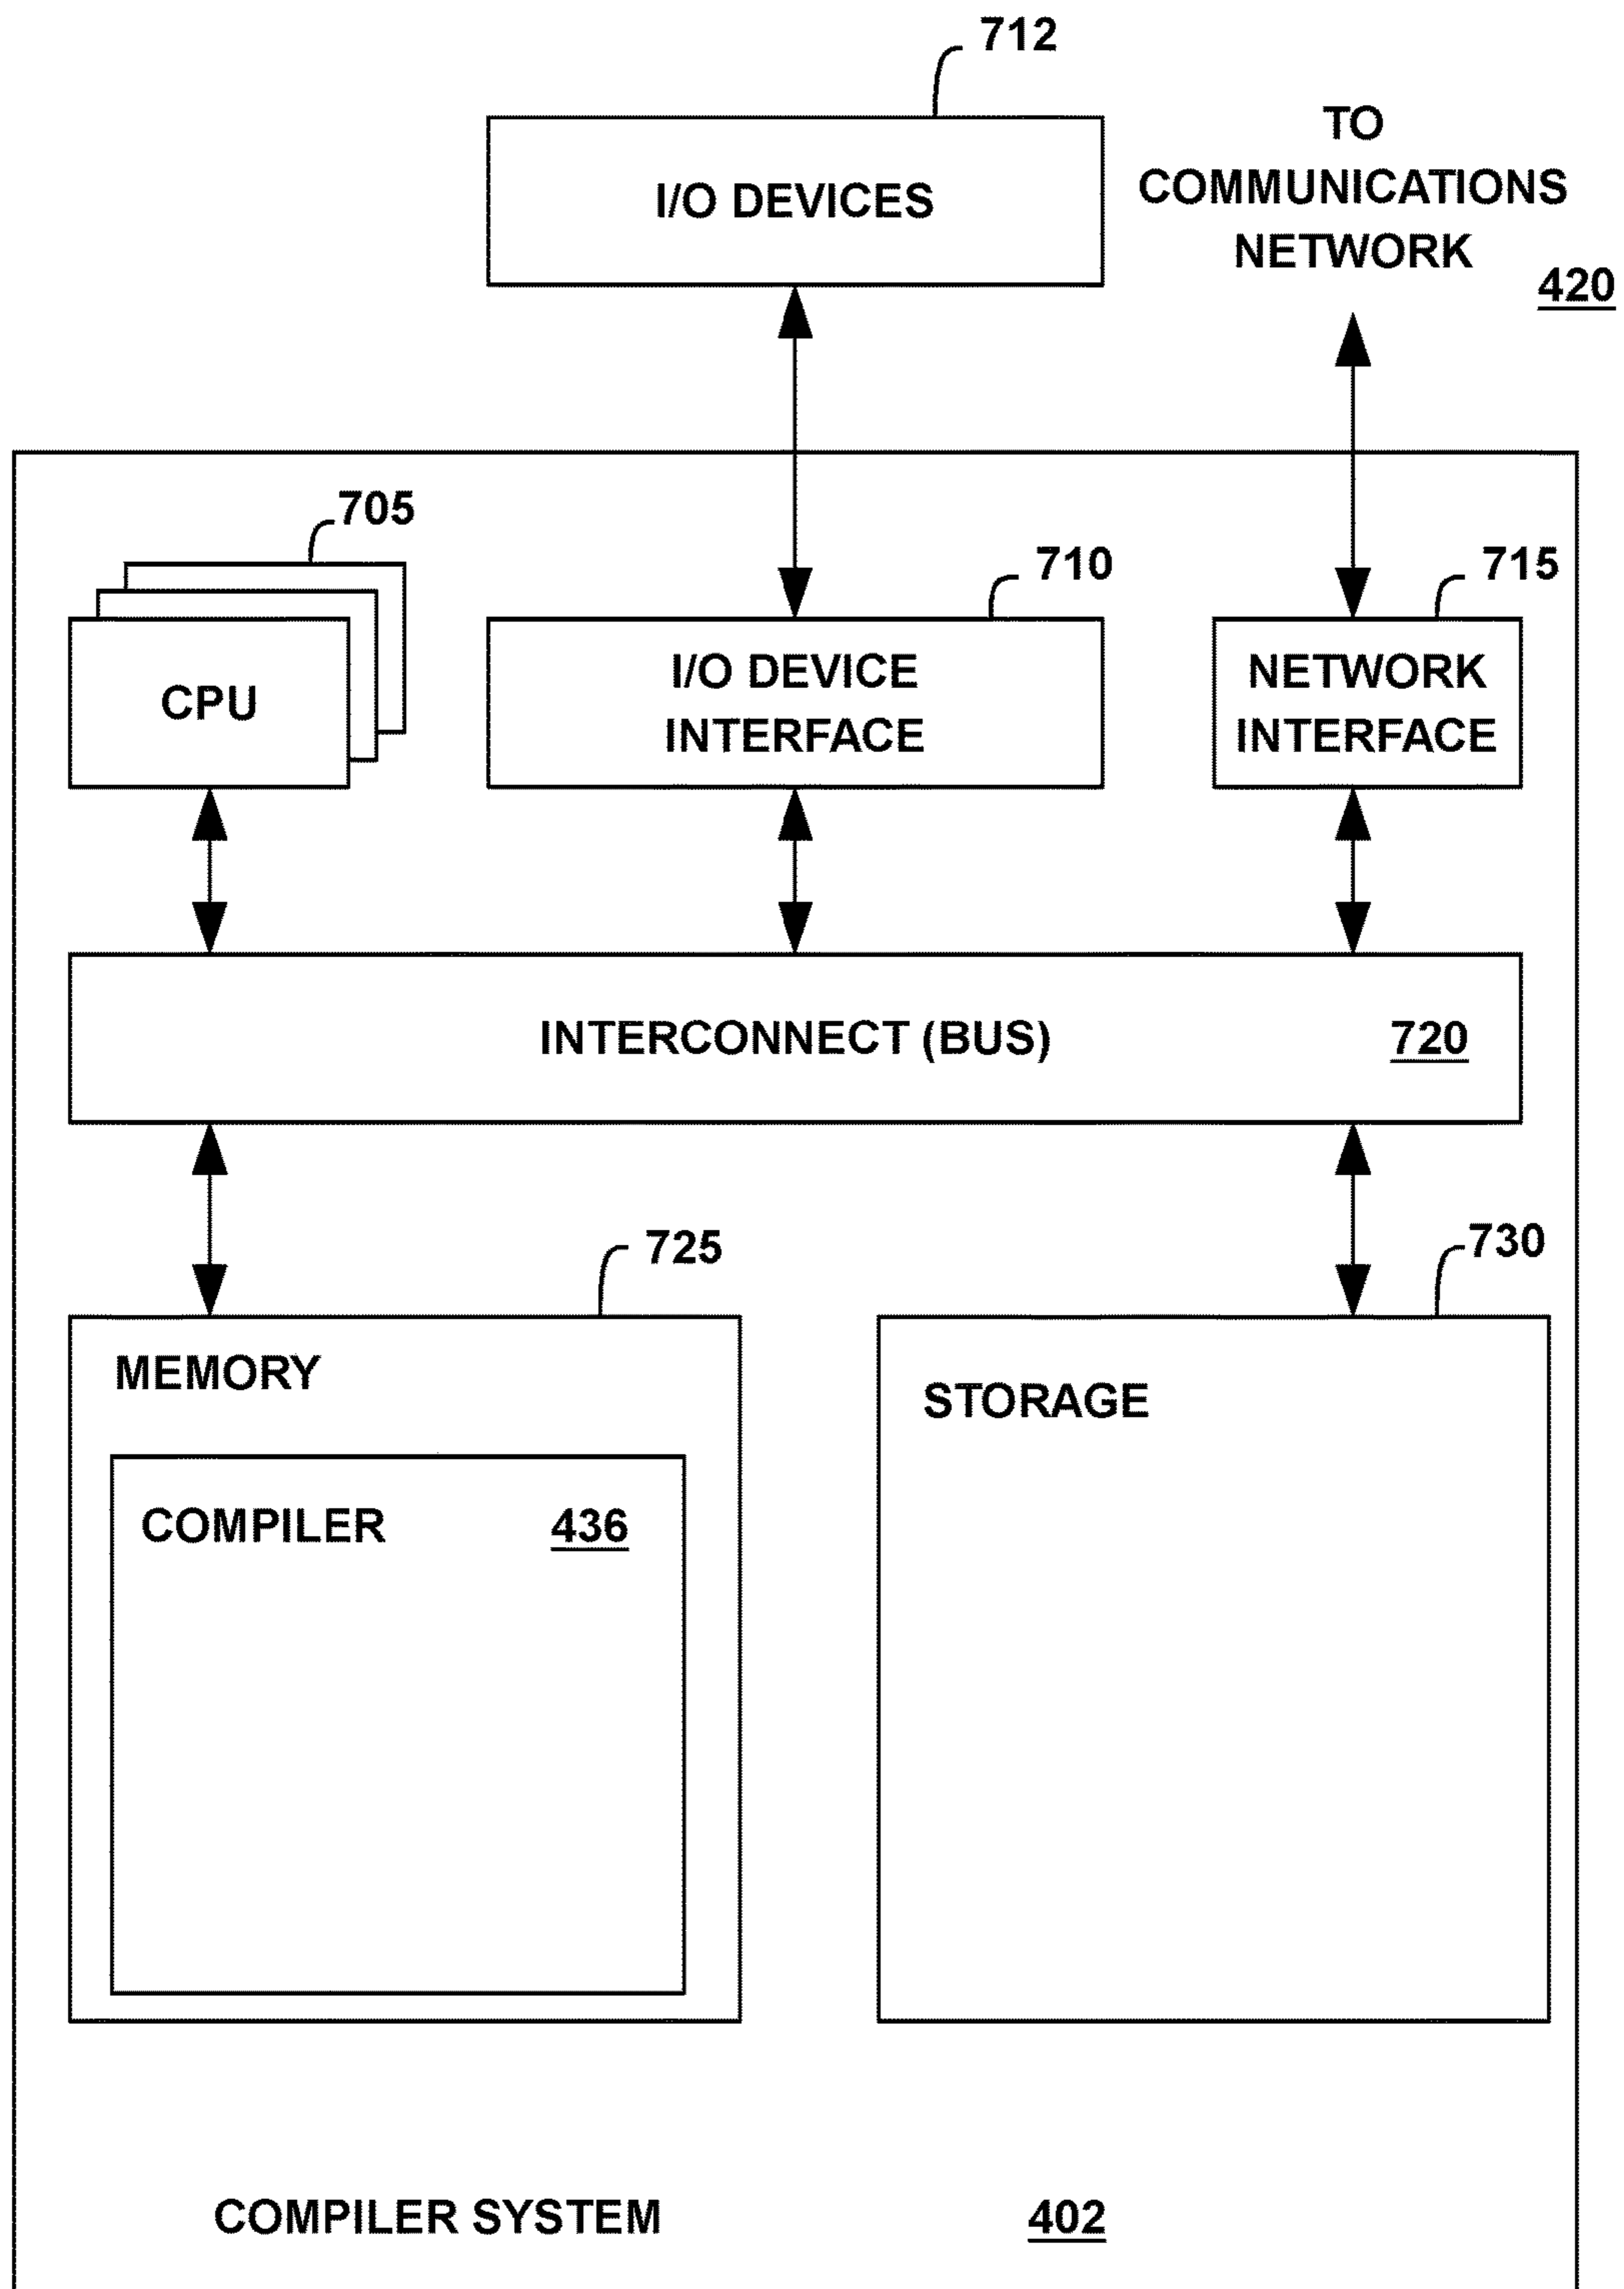 712
I/O DEVICES
TO
COMMUNICATIONS
NETWORK
420
705
CPU
710
I/O DEVICE
INTERFACE
715
NETWORK
INTERFACE
INTERCONNECT (BUS) 720
725
MEMORY
COMPILER 436
730
STORAGE
COMPILER SYSTEM 402